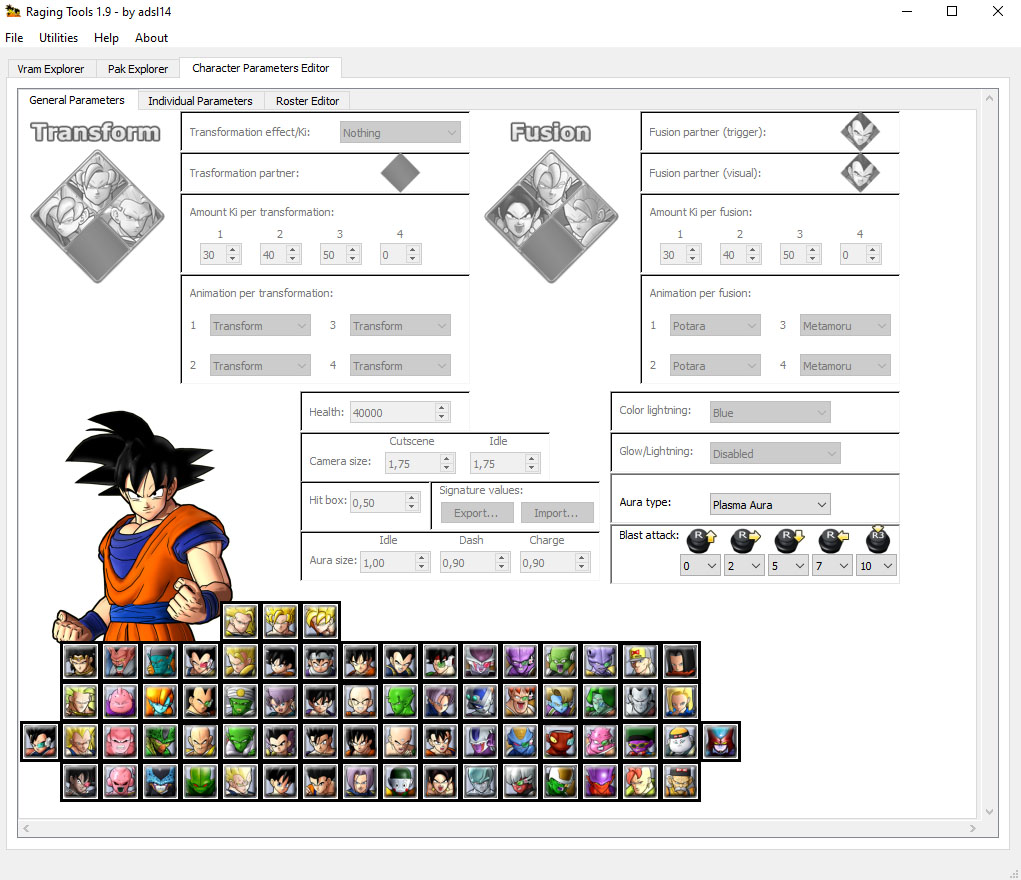 Raging Tools 1.9 - by adsl14
File Utilities Help About
Vram Explorer Pak Explorer Character Parameters Editor
General Parameters Individual Parameters Roster Editor
Transform
Transformation effect/Ki: Nothing
Trasformation partner:
Amount Ki per transformation:
1 2 3 4
30 40 50 0
Animation per transformation:
1 Transform 3 Transform
2 Transform 4 Transform
Fusion
Fusion partner (trigger):
Fusion partner (visual):
Amount Ki per fusion:
1 2 3 4
30 40 50 0
Animation per fusion:
1 Potara 3 Metamoru
2 Potara 4 Metamoru
Health: 40000
Cutscene Idle
Camera size: 1,75 1,75
Hit box: 0,50
Signature values:
Export... Import...
Idle Dash Charge
Aura size: 1,00 0,90 0,90
Color lightning: Blue
Glow/Lightning: Disabled
Aura type: Plasma Aura
Blast attack: R R R R R3
0 2 5 7 10